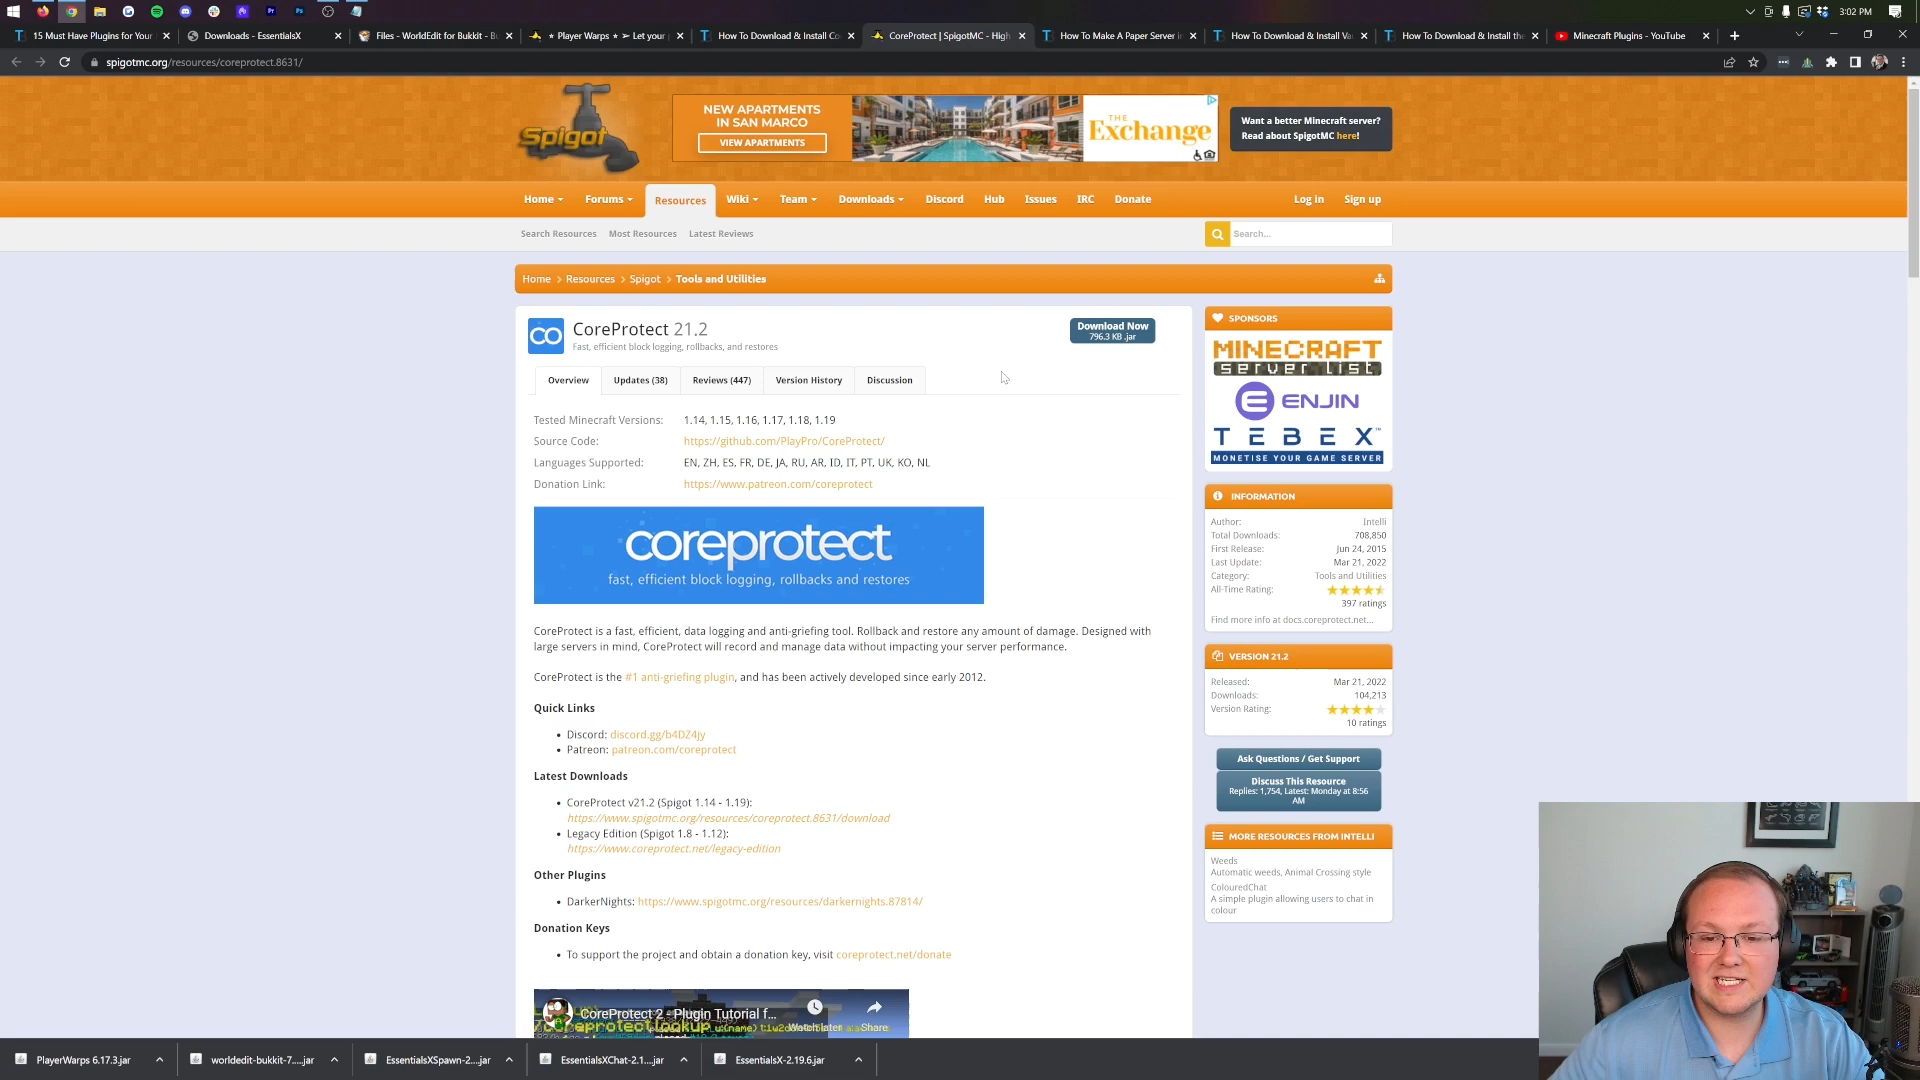 3:02 PM
15 Must Have Plugins for Your
Downloads - EssentialsX
Files - WorldEdit for Bukkit - Bu
Player Warps ★ ➢ Let your p
How To Download & Install Co
CoreProtect | SpigotMC - High
How To Make A Paper Server in
How To Download & Install Va
How To Download & Install the
Minecraft Plugins - YouTube
spigotmc.org/resources/coreprotect.8631/
Spigot
NEW APARTMENTS
IN SAN MARCO
VIEW APARTMENTS
THE
Exchange
Want a better Minecraft server?
Read about SpigotMC here!
Home
Forums
Resources
Wiki
Team
Downloads
Discord
Hub
Issues
IRC
Donate
Log in
Sign up
Search Resources
Most Resources
Latest Reviews
Search...
Home
Resources
Spigot
Tools and Utilities
CO
CoreProtect 21.2
Fast, efficient block logging, rollbacks, and restores
Download Now
796.3 KB .jar
Overview
Updates (38)
Reviews (447)
Version History
Discussion
Tested Minecraft Versions: 1.14, 1.15, 1.16, 1.17, 1.18, 1.19
Source Code: https://github.com/PlayPro/CoreProtect/
Languages Supported: EN, ZH, ES, FR, DE, JA, RU, AR, ID, IT, PT, UK, KO, NL
Donation Link: https://www.patreon.com/coreprotect
coreprotect
fast, efficient block logging, rollbacks and restores
CoreProtect is a fast, efficient, data logging and anti-griefing tool. Rollback and restore any amount of damage. Designed with
large servers in mind, CoreProtect will record and manage data without impacting your server performance.
CoreProtect is the #1 anti-griefing plugin, and has been actively developed since early 2012.
Quick Links
• Discord: discord.gg/b4DZ4jy
• Patreon: patreon.com/coreprotect
Latest Downloads
• CoreProtect v21.2 (Spigot 1.14 - 1.19):
https://www.spigotmc.org/resources/coreprotect.8631/download
• Legacy Edition (Spigot 1.8 - 1.12):
https://www.coreprotect.net/legacy-edition
Other Plugins
• DarkerNights: https://www.spigotmc.org/resources/darkernights.87814/
Donation Keys
• To support the project and obtain a donation key, visit coreprotect.net/donate
CoreProtect 2 - Plugin Tutorial f...
Watch later
Share
SPONSORS
MINECRAFT
server list
ENJIN
TEBEX
MONETISE YOUR GAME SERVER
INFORMATION
Author: Intelli
Total Downloads: 708,850
First Release: Jun 24, 2015
Last Update: Mar 21, 2022
Category: Tools and Utilities
All-Time Rating:
397 ratings
Find more info at docs.coreprotect.net...
VERSION 21.2
Released: Mar 21, 2022
Downloads: 104,213
Version Rating:
10 ratings
Ask Questions / Get Support
Discuss This Resource
Replies: 1,754, Latest: Monday at 8:56
AM
MORE RESOURCES FROM INTELLI
Weeds
Automatic weeds, Animal Crossing style
ColouredChat
A simple plugin allowing users to chat in
colour
PlayerWarps 6.17.3.jar
worldedit-bukkit-7.....jar
EssentialsXSpawn-2....jar
EssentialsXChat-2.1....jar
EssentialsX-2.19.6.jar